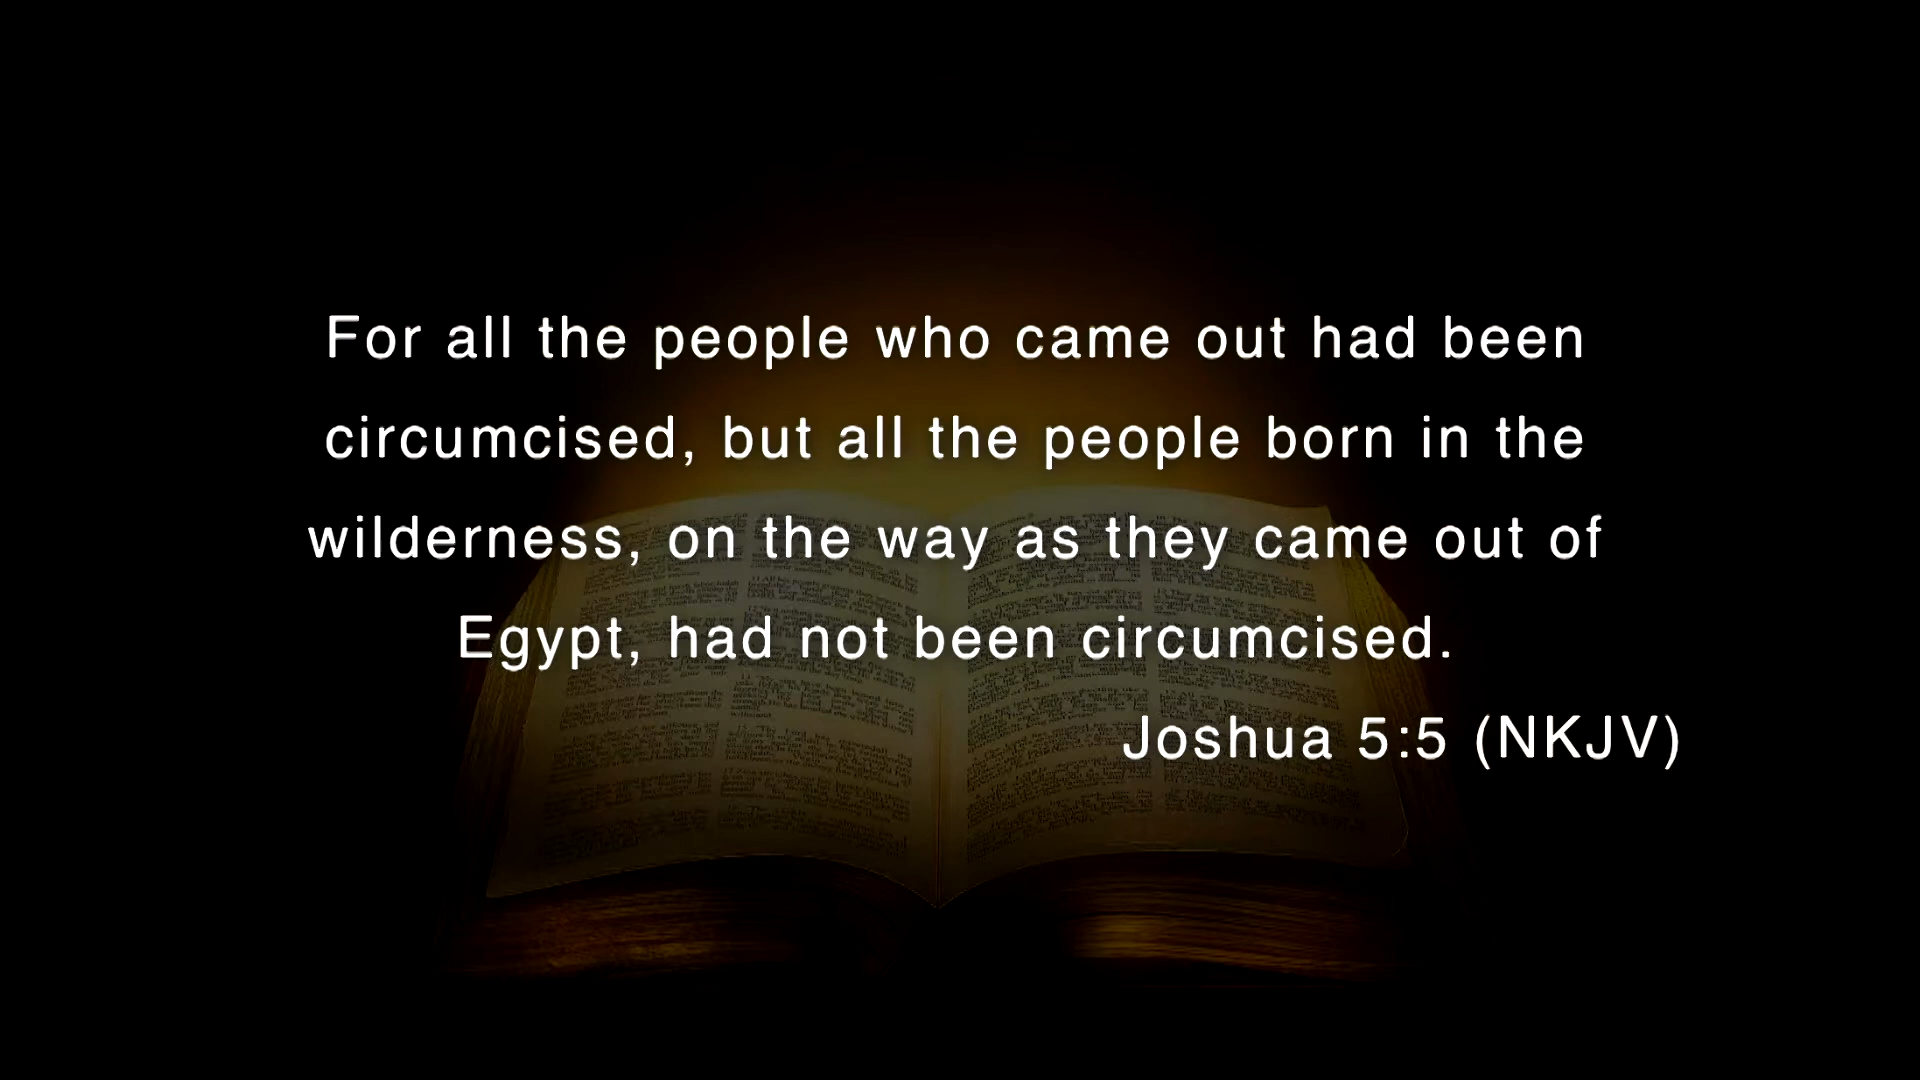 For all the people who came out had been
circumcised, but all the people born in the
wilderness, on the way as they came out of
Egypt, had not been circumcised.
Joshua 5:5 (NKJV)